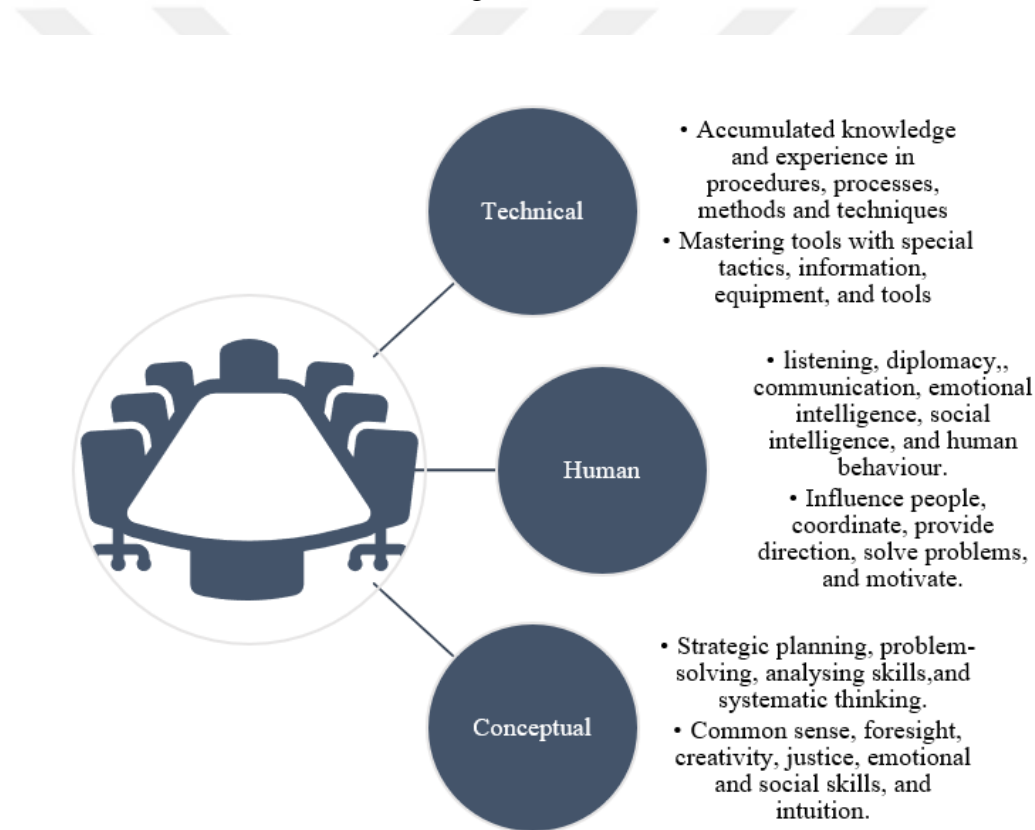 Technical
• Accumulated knowledge
and experience in
procedures, processes,
methods and techniques
• Mastering tools with special
tactics, information,
equipment, and tools
Human
• listening, diplomacy,,
communication, emotional
intelligence, social
intelligence, and human
behaviour.
• Influence people,
coordinate, provide
direction, solve problems,
and motivate.
Conceptual
• Strategic planning, problem-
solving, analysing skills,and
systematic thinking.
• Common sense, foresight,
creativity, justice, emotional
and social skills, and
intuition.